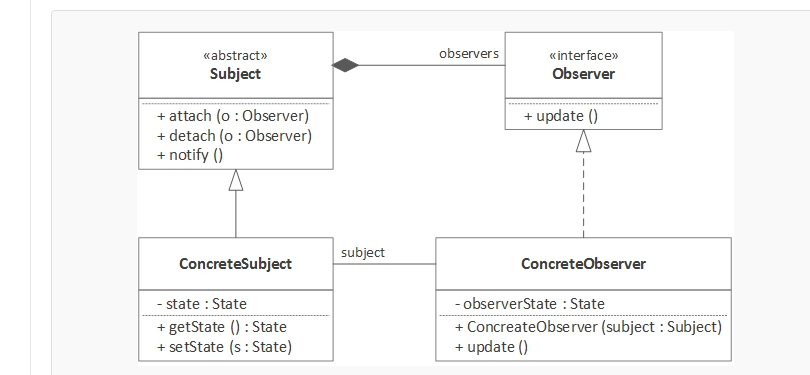 «abstract»
Subject
+ attach (o : Observer)
+ detach (o : Observer)
+ notify ()
observers
«interface»
Observer
+ update ()
ConcreteSubject
- state : State
+ getState () : State
+ setState (s : State)
subject
ConcreteObserver
- observerState : State
+ ConcreateObserver (subject : Subject)
+ update ()